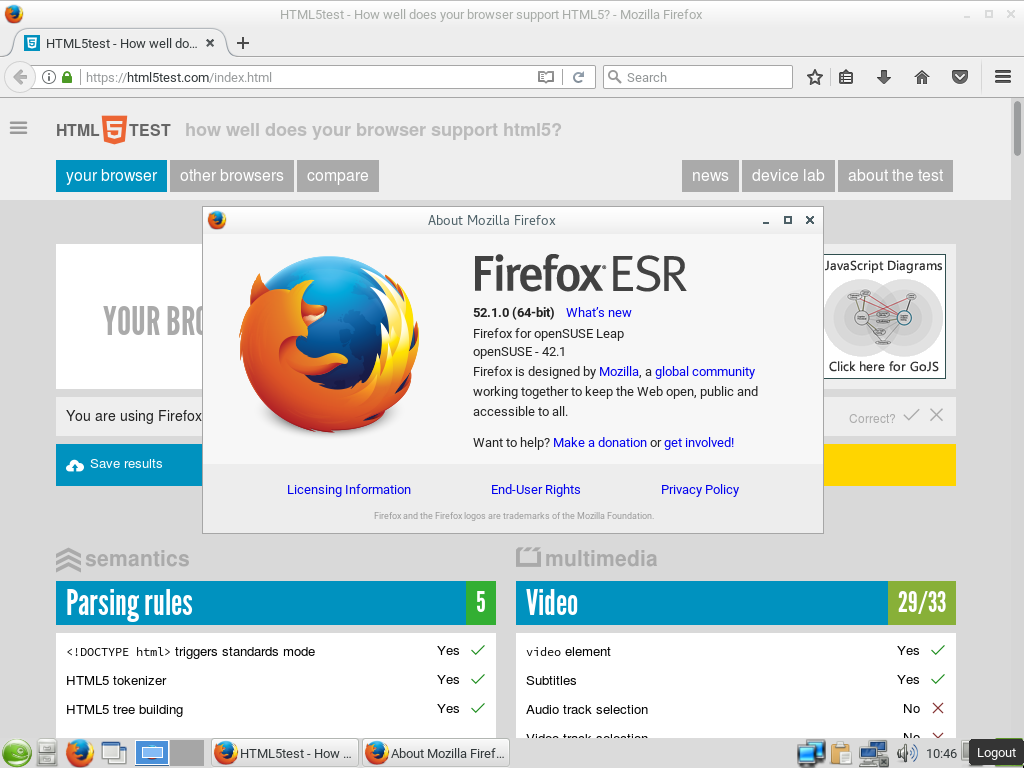 HTML5test - How well does your browser support HTML5? - Mozilla Firefox
HTML5test - How well do...
https://html5test.com/index.html
Search
HTML 5 TEST how well does your browser support html5?
your browser other browsers compare news device lab about the test
About Mozilla Firefox
YOUR BRO
JavaScript Diagrams
Click here for GoJS
Firefox ESR
52.1.0 (64-bit) What's new
Firefox for openSUSE Leap
openSUSE - 42.1
Firefox is designed by Mozilla, a global community
working together to keep the Web open, public and
accessible to all.
Want to help? Make a donation or get involved!
Licensing Information End-User Rights Privacy Policy
Firefox and the Firefox logos are trademarks of the Mozilla Foundation.
You are using Firefox
Correct?
Save results
semantics
Parsing rules 5
<!DOCTYPE html> triggers standards mode Yes
HTML5 tokenizer Yes
HTML5 tree building Yes
multimedia
Video 29/33
video element Yes
Subtitles Yes
Audio track selection No
Video track selection No
HTML5test - How ...
About Mozilla Firef...
10:46
Logout